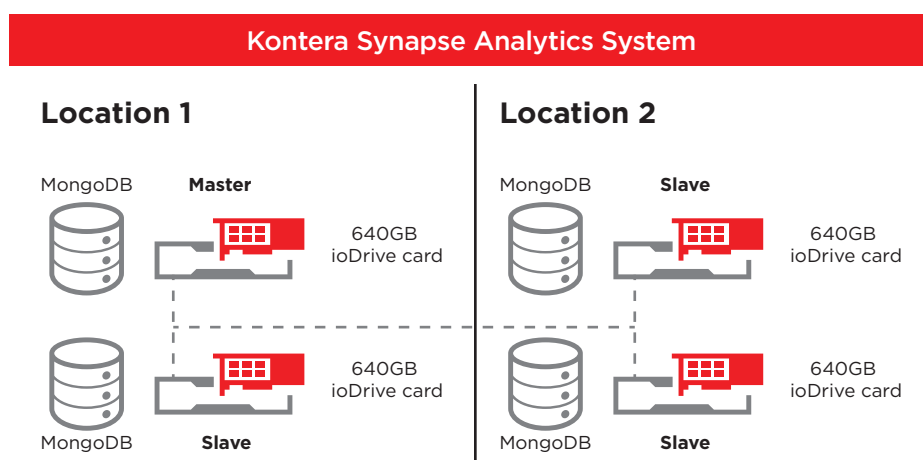 Kontera Synapse Analytics System
Location 1
Location 2
MongoDB
Master
640GB
ioDrive card
MongoDB
Slave
640GB
ioDrive card
640GB
ioDrive card
MongoDB
Slave
640GB
ioDrive card
MongoDB
Slave